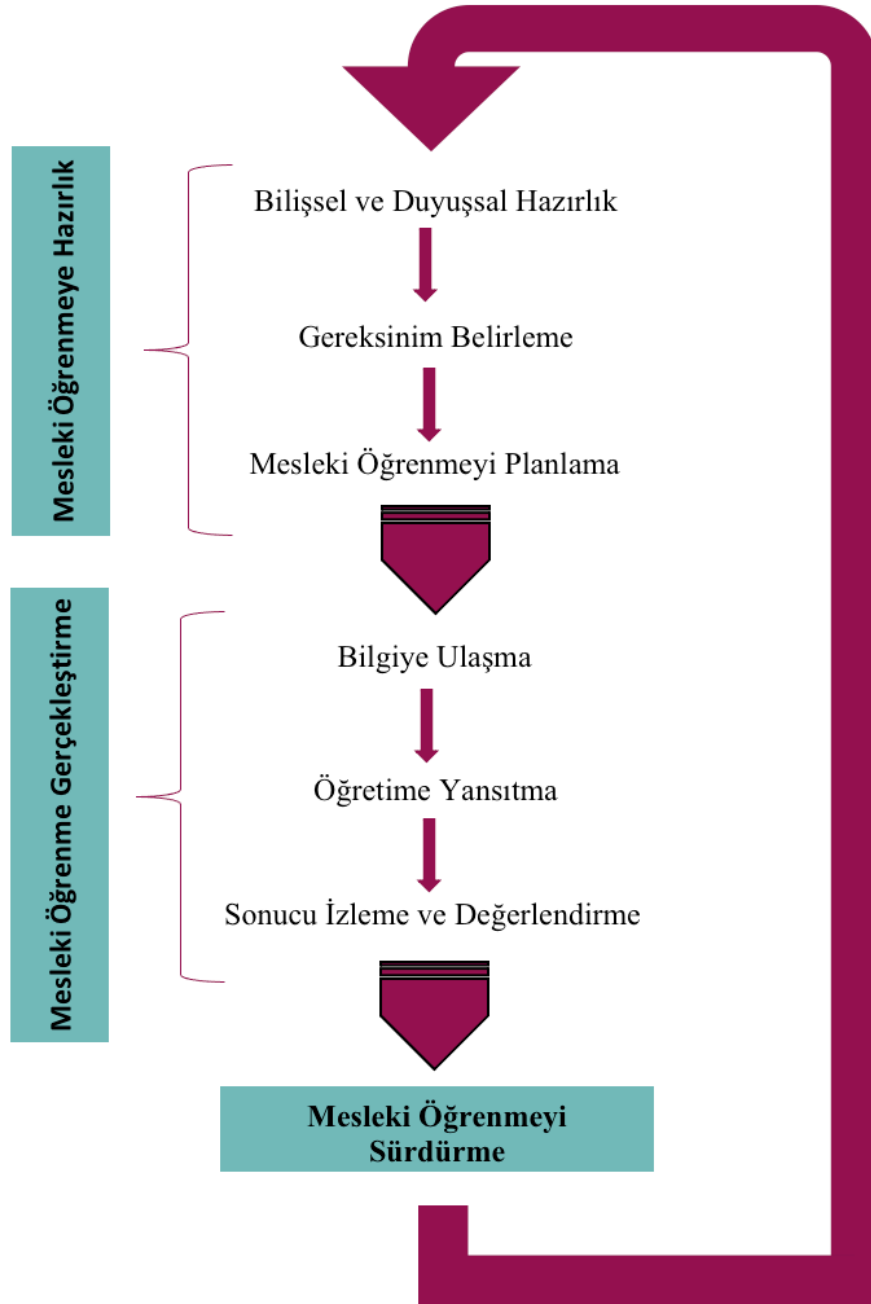 Mesleki Öğrenmeye Hazırlık
Bilişsel ve Duyuşsal Hazırlık
Gereksinim Belirleme
Mesleki Öğrenmeyi Planlama
Mesleki Öğrenme Gerçekleştirme
Bilgiye Ulaşma
Öğretime Yansıtma
Sonucu İzleme ve Değerlendirme
Mesleki Öğrenmeyi
Sürdürme